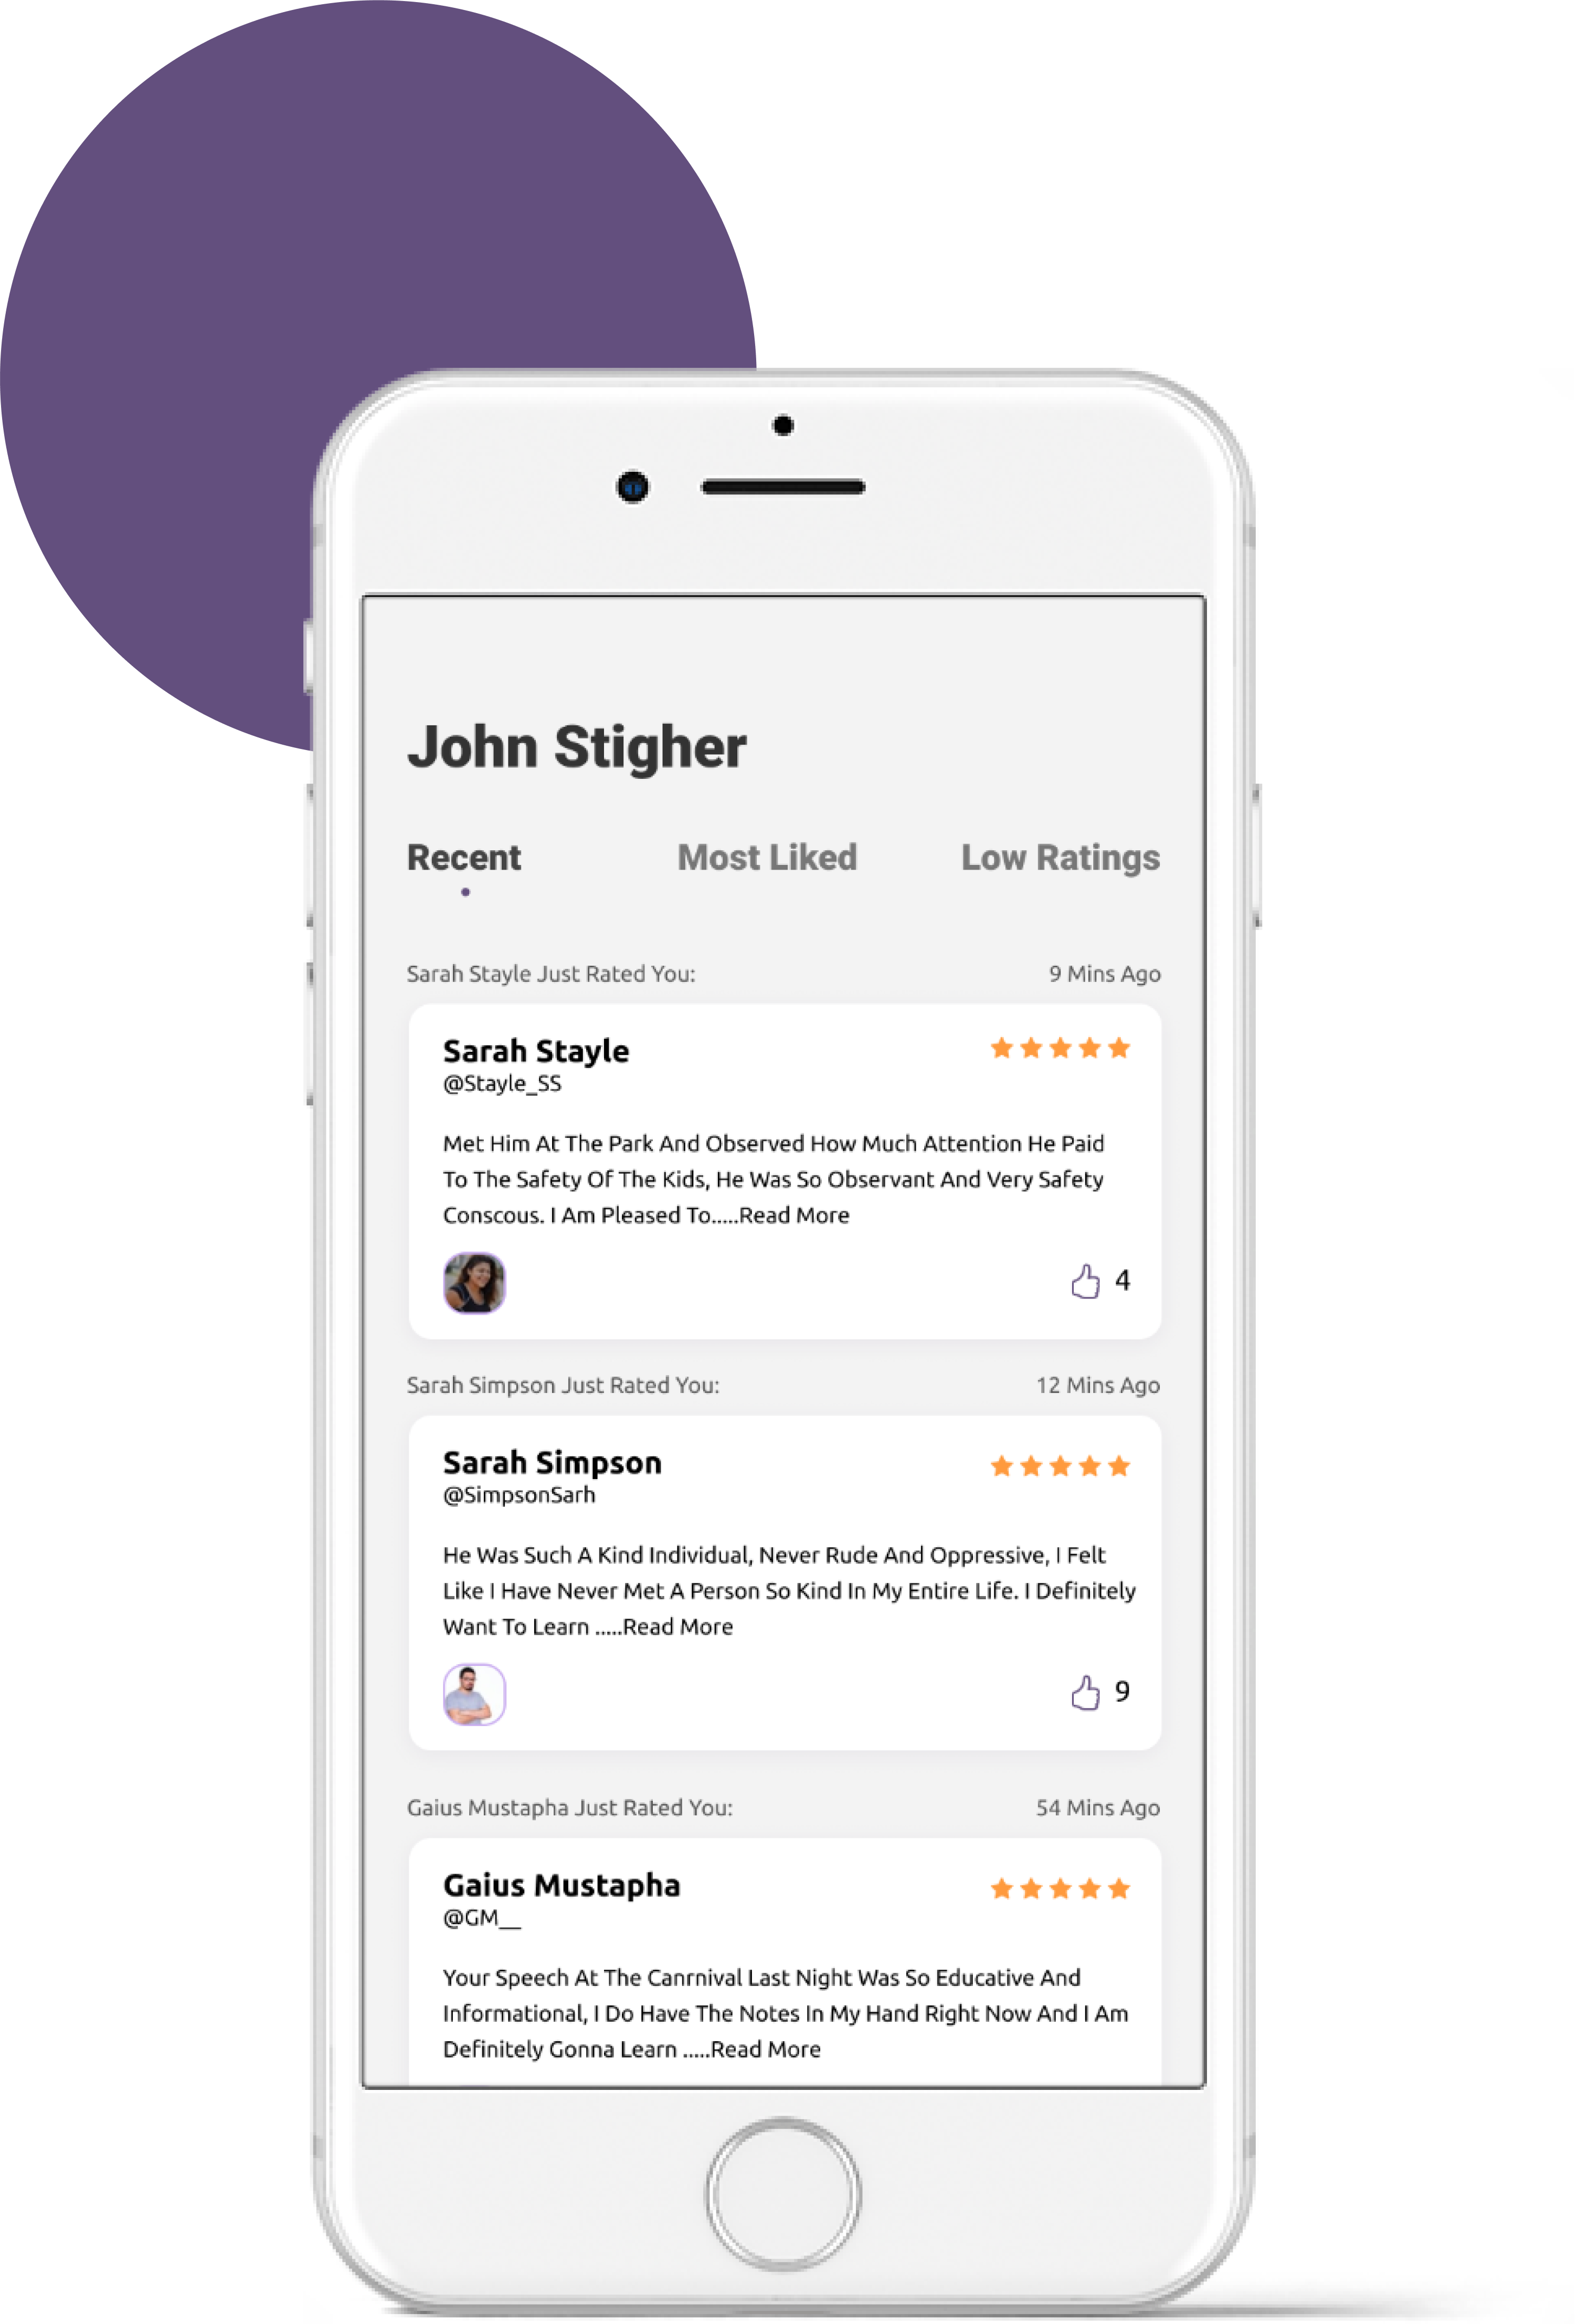 John Stigher
Recent Most Liked Low Ratings
Sarah Stayle Just Rated You: 9 Mins Ago
Sarah Stayle
@Stayle_SS
Met Him At The Park And Observed How Much Attention He Paid
To The Safety Of The Kids, He Was So Observant And Very Safety
Conscous. I Am Pleased To.....Read More
4
Sarah Simpson Just Rated You: 12 Mins Ago
Sarah Simpson
@SimpsonSarh
He Was Such A Kind Individual, Never Rude And Oppressive, I Felt
Like I Have Never Met A Person So Kind In My Entire Life. I Definitely
Want To Learn .....Read More
9
Gaius Mustapha Just Rated You: 54 Mins Ago
Gaius Mustapha
@GM__
Your Speech At The Canrnival Last Night Was So Educative And
Informational, I Do Have The Notes In My Hand Right Now And I Am
Definitely Gonna Learn .....Read More